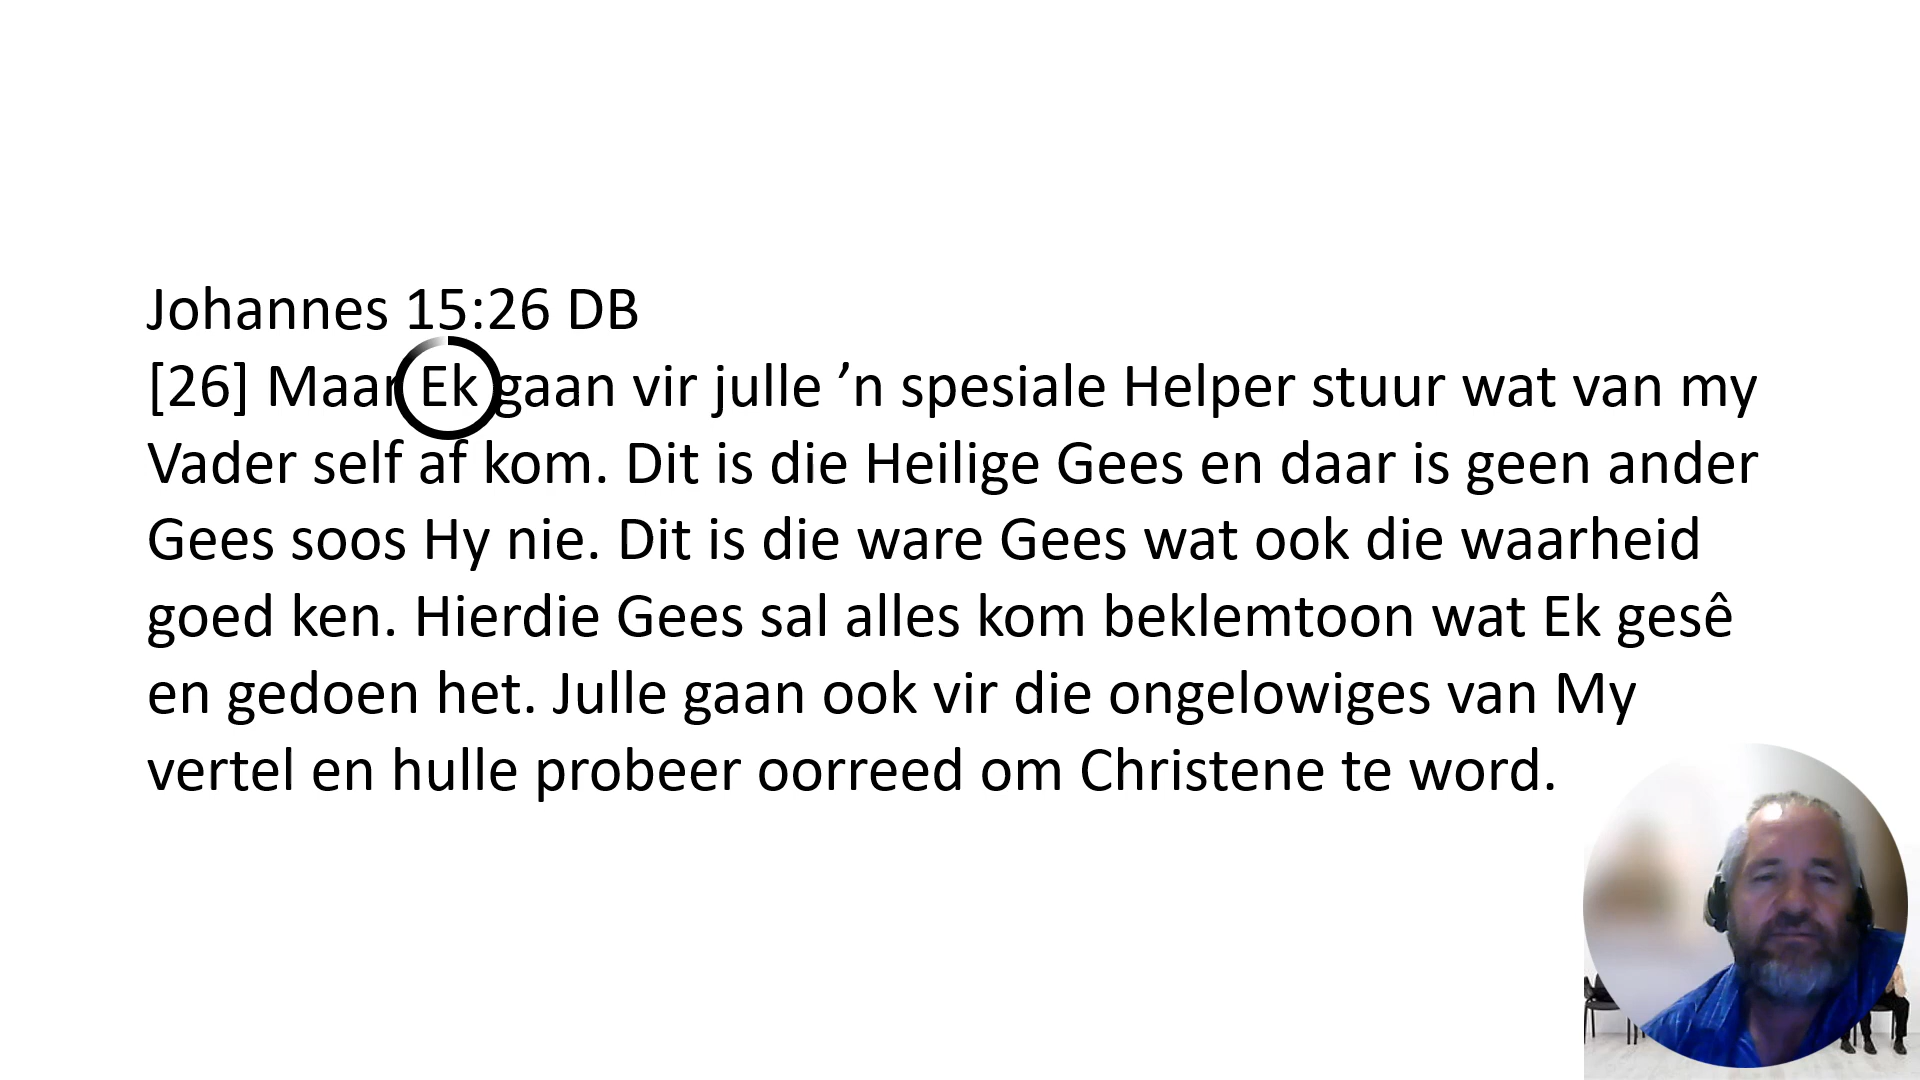 Johannes 15:26 DB
[26] Maar Ek gaan vir julle ’n spesiale Helper stuur wat van my
Vader self af kom. Dit is die Heilige Gees en daar is geen ander
Gees soos Hy nie. Dit is die ware Gees wat ook die waarheid
goed ken. Hierdie Gees sal alles kom beklemtoon wat Ek gesê
en gedoen het. Julle gaan ook vir die ongelowiges van My
vertel en hulle probeer oorreed om Christene te word.